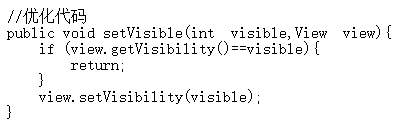 //优化代码
public void setVisible(int  visible,View  view){
    if (view.getVisibility()==visible){
        return;
    }
    view.setVisibility(visible);
}